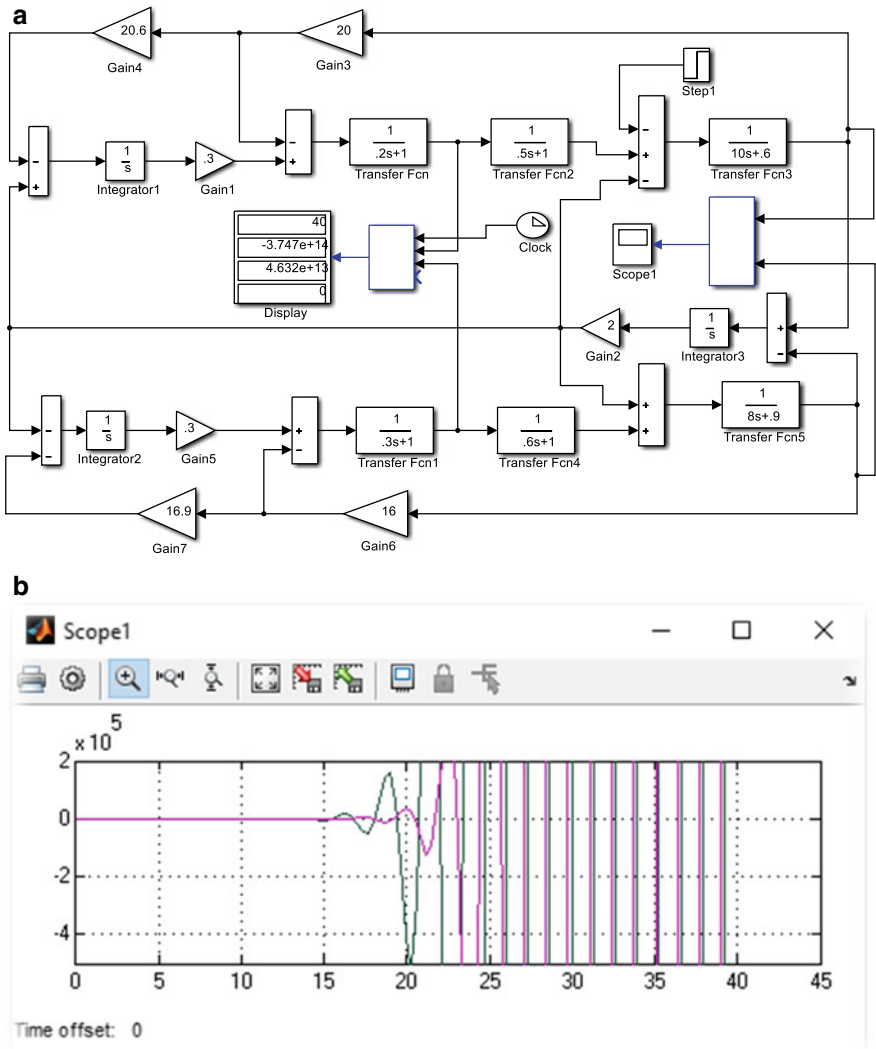 a
20.6
Gain4
20
Gain3
Step1
1
s
Integrator1
.3
Gain1
1
.2s+1
Transfer Fcn
1
.5s+1
Transfer Fcn2
1
10s+.6
Transfer Fcn3
40
-3.747e+14
4.632e+13
0
Display
Clock
Scope1
2
Gain2
1
s
Integrator3
1
s
Integrator2
.3
Gain5
1
.3s+1
Transfer Fcn1
1
.6s+1
Transfer Fcn4
1
8s+.9
Transfer Fcn5
16.9
Gain7
16
Gain6
b
Scope1
x 10^5
2
0
-2
-4
0 5 10 15 20 25 30 35 40 45
Time offset: 0